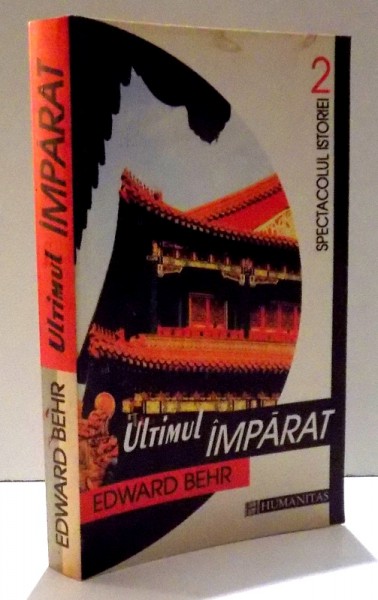 EDWARD BEHR Ultimul ÎMPĂRAT
2
SPECTACOLUL ISTORIEI
Ultimul ÎMPĂRAT
EDWARD BEHR
HUMANITAS